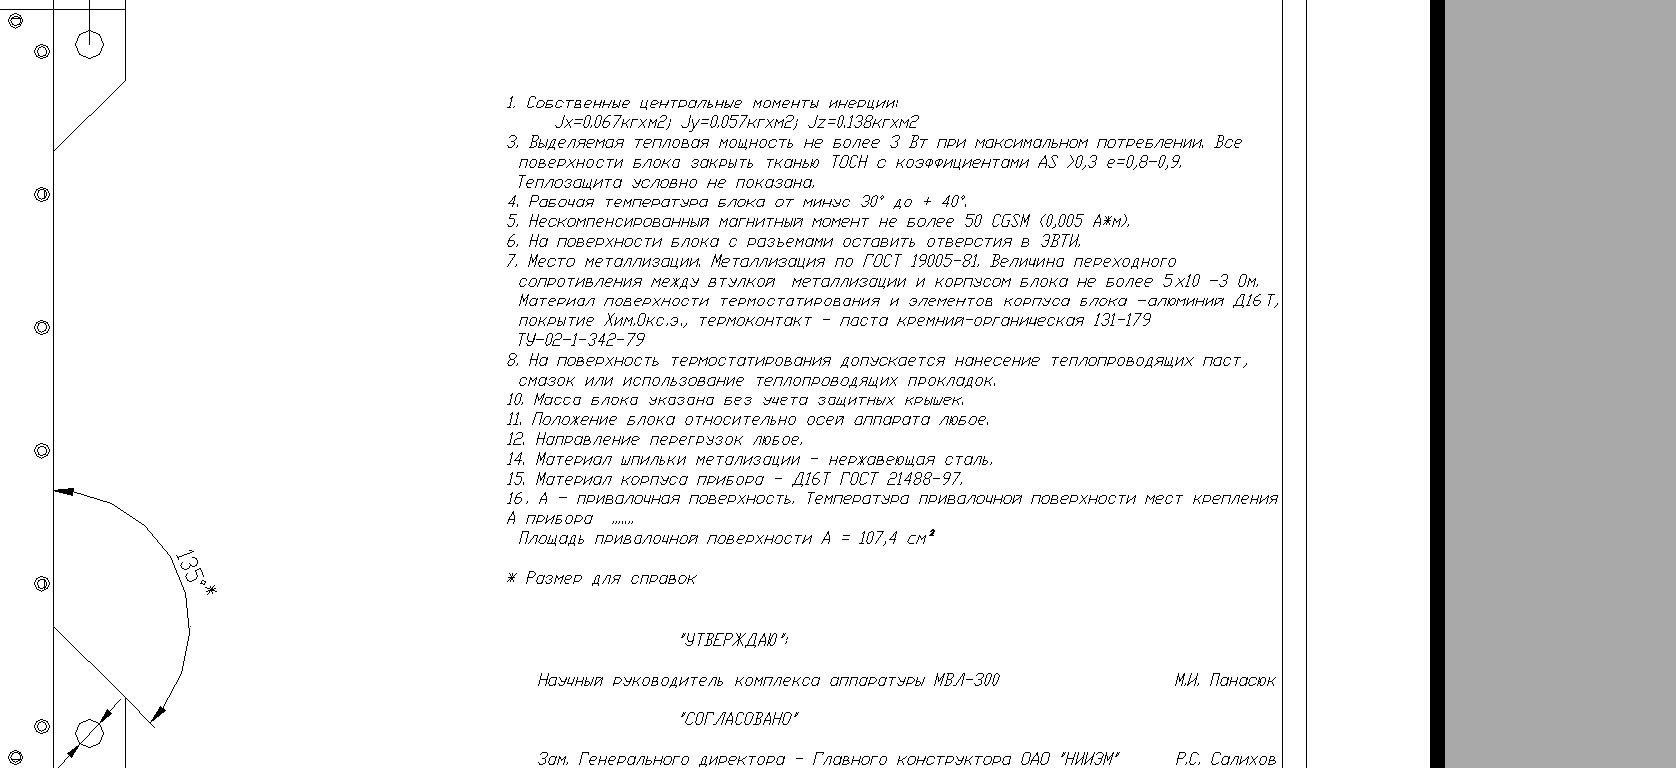 1. Собственные центральные моменты инерции:
Jx=0.067кгхм2; Jy=0.057кгхм2; Jz=0.138кгхм2
3. Выделяемая тепловая мощность не более 3 Вт при максимальном потреблении. Все
поверхности блока закрыть тканью ТОСН с коэффициентами AS >0,3 е=0,8-0,9.
Теплозащита условно не показана.
4. Рабочая температура блока от минус 30° до + 40°.
5. Нескомпенсированный магнитный момент не более 50 CGSM (0,005 А*м).
6. На поверхности блока с разьемами оставить отверстия в ЭВТИ.
7. Место металлизации. Металлизация по ГОСТ 19005-81. Величина переходного
сопротивления между втулкой металлизации и корпусом блока не более 5х10 -3 Ом.
Материал поверхности термостатирования и элементов корпуса блока -алюминий Д16Т,
покрытие Хим.Окс.э., термоконтакт - паста кремний-органическая 131-179
ТУ-02-1-342-79
8. На поверхность термостатирования допускается нанесение теплопроводящих паст,
смазок или использование теплопроводящих прокладок.
10. Масса блока указана без учета защитных крышек.
11. Положение блока относительно осей аппарата любое.
12. Направление перегрузок любое.
14. Материал шпильки метализации - нержавеющая сталь.
15. Материал корпуса прибора - Д16Т ГОСТ 21488-97.
16. А - привалочная поверхность. Температура привалочной поверхности мест крепления
А прибора ,,,,,,
Площадь привалочной поверхности А = 107,4 см²
135°*
* Размер для справок
"УТВЕРЖДАЮ":
Научный руководитель комплекса аппаратуры МВЛ-300 М.И. Панасюк
"СОГЛАСОВАНО"
Зам. Генерального директора - Главного конструктора ОАО "НИИЭМ" Р.С. Салихов